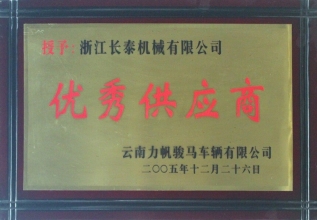 授予：浙江长泰机械有限公司
优秀供应商
云南力帆骏马车辆有限公司
二〇〇五年十二月二十六日